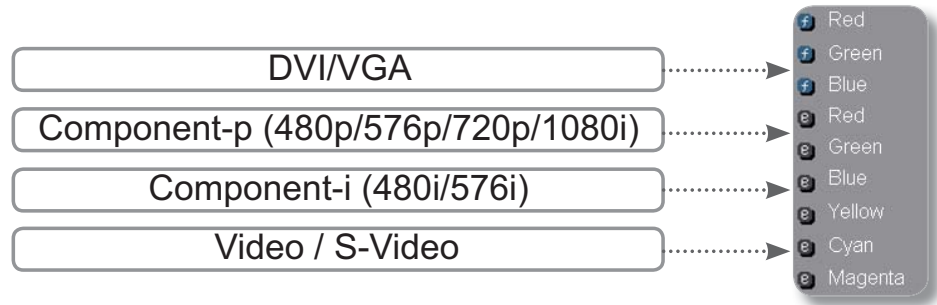 Red
Green
DVI/VGA
Blue
Component-p (480p/576p/720p/1080i)
Red
Green
Component-i (480i/576i)
Blue
Yellow
Video / S-Video
Cyan
Magenta